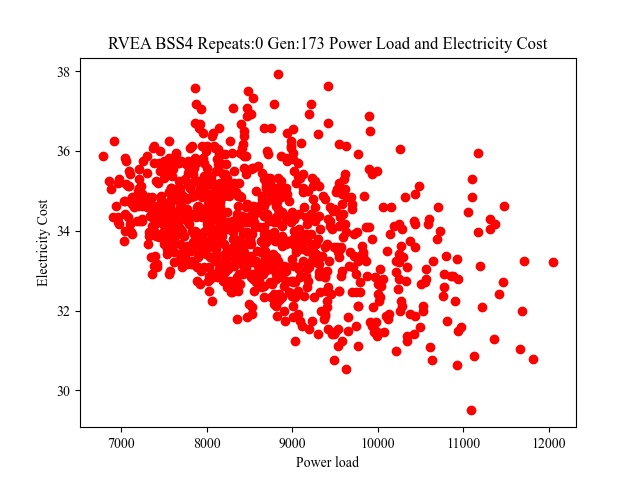 RVEA BSS4 Repeats:0 Gen:173 Power Load and Electricity Cost
38
36
34
32
30
Electricity Cost
7000 8000 9000 10000 11000 12000
Power load